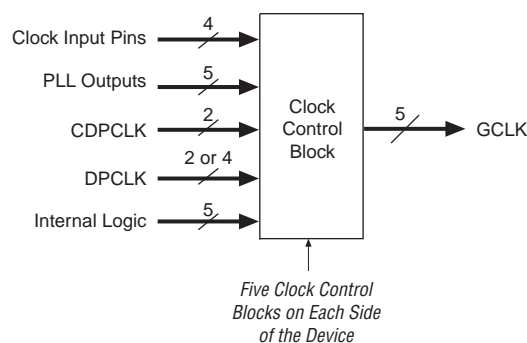 4
Clock Input Pins
5
PLL Outputs
2
CDPCLK
2 or 4
DPCLK
5
Internal Logic
Clock
Control
Block
5
GCLK
Five Clock Control
Blocks on Each Side
of the Device